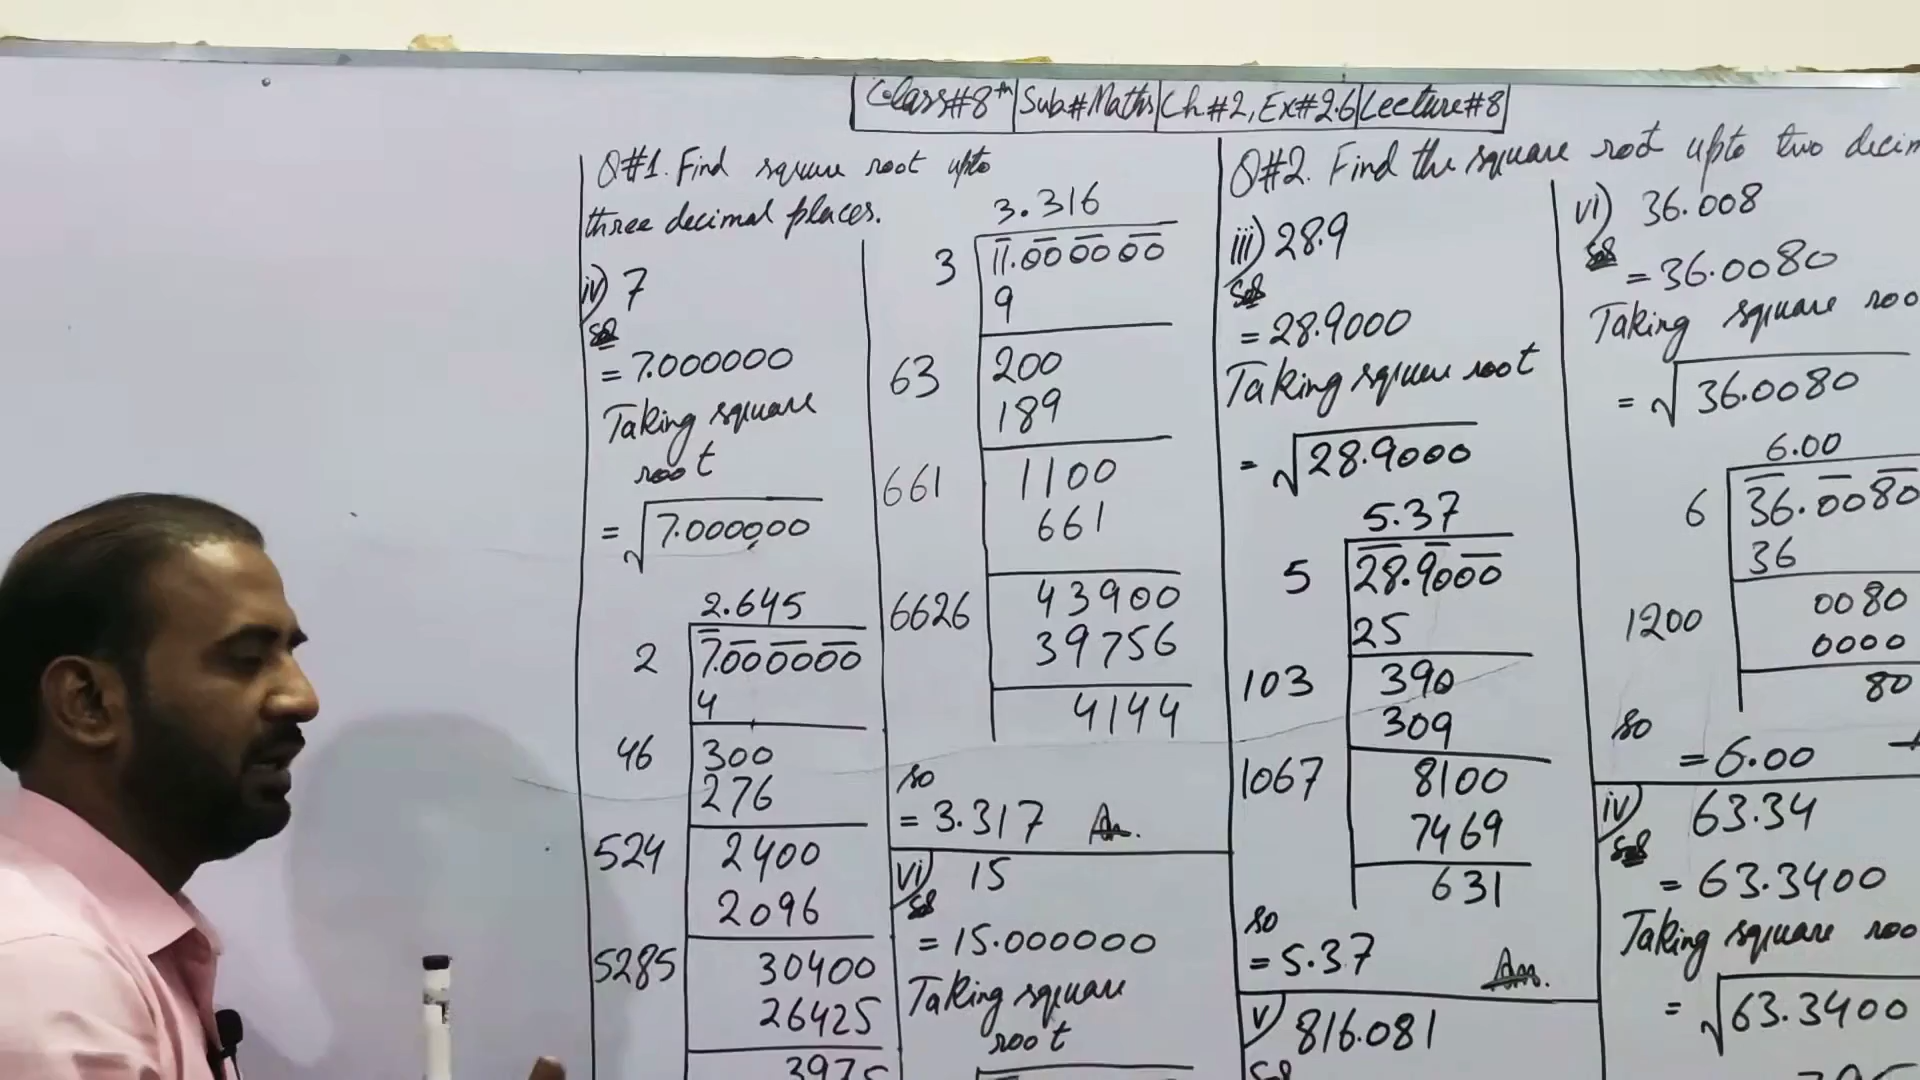 Class#8th Sub#Maths Ch#2, Ex#2.6 Lecture#8
Q#1. Find square root upto
three decimal places.
iv) 7
Sol
= 7.000000
Taking square
root
= √7.000000
2.645
2 7.000000
4
46 300
276
524 2400
2096
5285 30400
26425
3975
3.316
3 11.000000
9
63 200
189
661 1100
661
6626 43900
39756
4144
so
= 3.317 An.
vi) 15
Sol
= 15.000000
Taking square
root
Q#2. Find the square root upto two
iii) 28.9
Sol
= 28.9000
Taking square root
= √28.9000
5.37
5 28.9000
25
103 390
309
1067 8100
7469
631
so
= 5.37 An.
v) 816.081
Sol
vi) 36.008
Sol
= 36.0080
Taking square
= √36.0080
6.00
6 36.0080
36
1200 0080
0000
80
so
= 6.00
iv) 63.34
Sol
= 63.3400
Taking square
= √63.3400